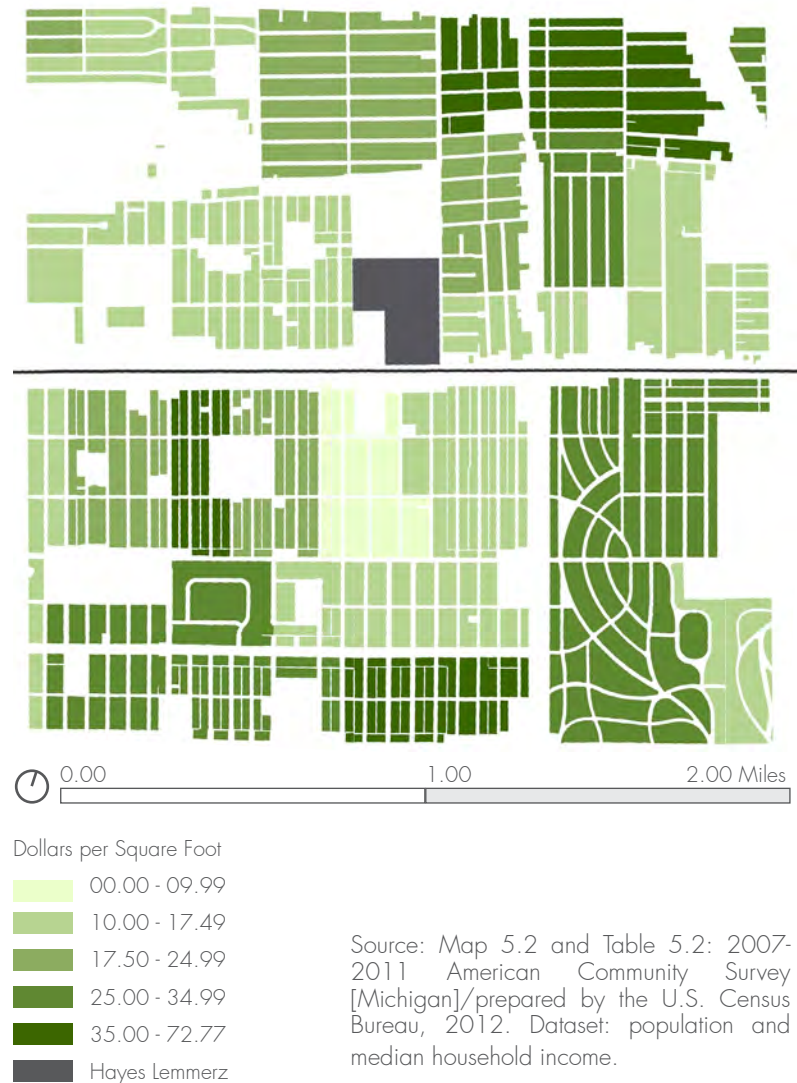 0.00 1.00 2.00 Miles
Dollars per Square Foot
00.00 - 09.99
10.00 - 17.49
17.50 - 24.99
25.00 - 34.99
35.00 - 72.77
Hayes Lemmerz
Source: Map 5.2 and Table 5.2: 2007-
2011 American Community Survey
[Michigan]/prepared by the U.S. Census
Bureau, 2012. Dataset: population and
median household income.